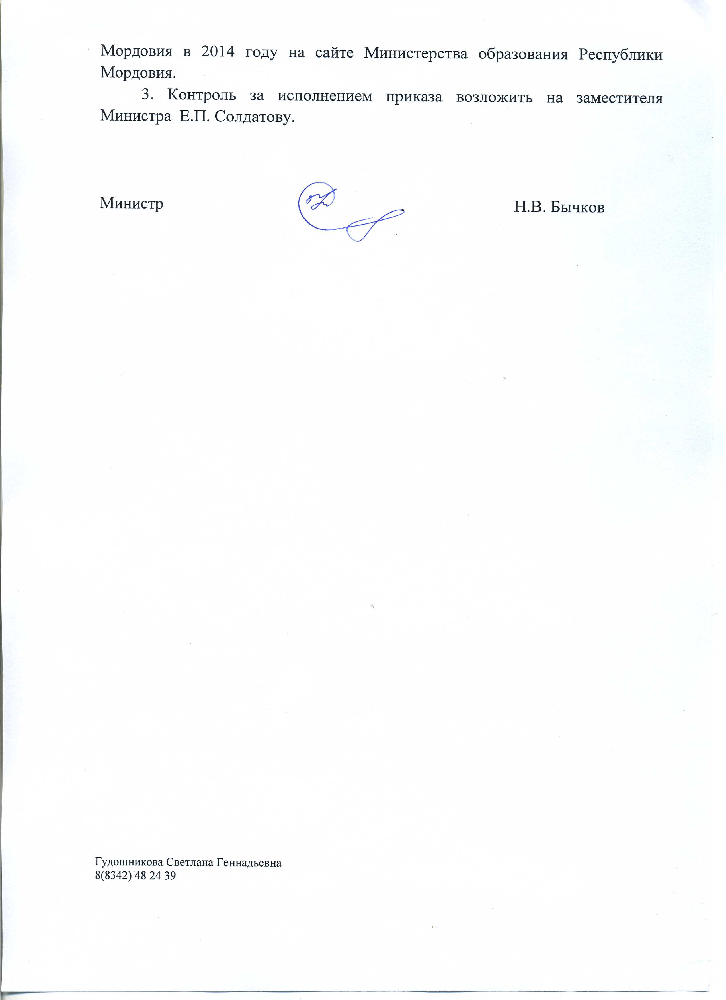 Мордовия в 2014 году на сайте Министерства образования Республики
Мордовия.
3. Контроль за исполнением приказа возложить на заместителя
Министра Е.П. Солдатову.
Министр Н.В. Бычков
Гудошникова Светлана Геннадьевна
8(8342) 48 24 39